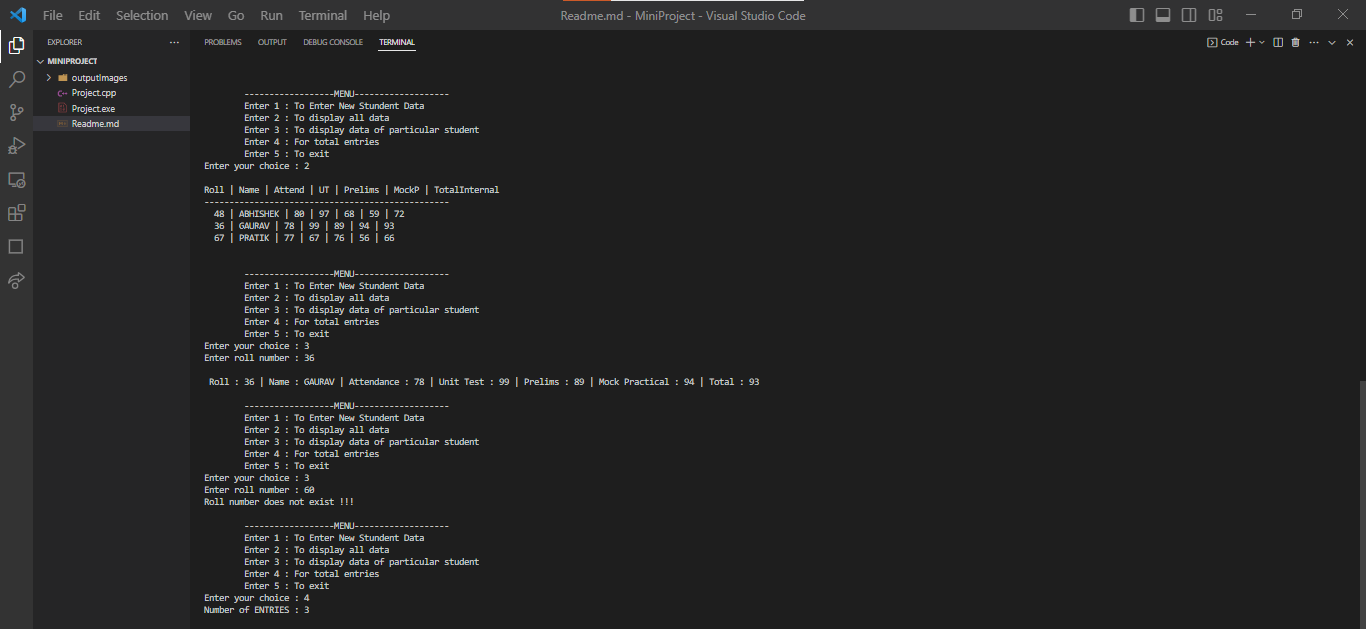 File Edit Selection View Go Run Terminal Help
Readme.md - MiniProject - Visual Studio Code
EXPLORER
MINIPROJECT
outputImages
Project.cpp
Project.exe
Readme.md
PROBLEMS OUTPUT DEBUG CONSOLE TERMINAL
Code
------------------MENU-------------------
Enter 1 : To Enter New Stundent Data
Enter 2 : To display all data
Enter 3 : To display data of particular student
Enter 4 : For total entries
Enter 5 : To exit
Enter your choice : 2
Roll | Name | Attend | UT | Prelims | MockP | TotalInternal
-------------------------------------------------
48 | ABHISHEK | 80 | 97 | 68 | 59 | 72
36 | GAURAV | 78 | 99 | 89 | 94 | 93
67 | PRATIK | 77 | 67 | 76 | 56 | 66
------------------MENU-------------------
Enter 1 : To Enter New Stundent Data
Enter 2 : To display all data
Enter 3 : To display data of particular student
Enter 4 : For total entries
Enter 5 : To exit
Enter your choice : 3
Enter roll number : 36
Roll : 36 | Name : GAURAV | Attendance : 78 | Unit Test : 99 | Prelims : 89 | Mock Practical : 94 | Total : 93
------------------MENU-------------------
Enter 1 : To Enter New Stundent Data
Enter 2 : To display all data
Enter 3 : To display data of particular student
Enter 4 : For total entries
Enter 5 : To exit
Enter your choice : 3
Enter roll number : 60
Roll number does not exist !!!
------------------MENU-------------------
Enter 1 : To Enter New Stundent Data
Enter 2 : To display all data
Enter 3 : To display data of particular student
Enter 4 : For total entries
Enter 5 : To exit
Enter your choice : 4
Number of ENTRIES : 3